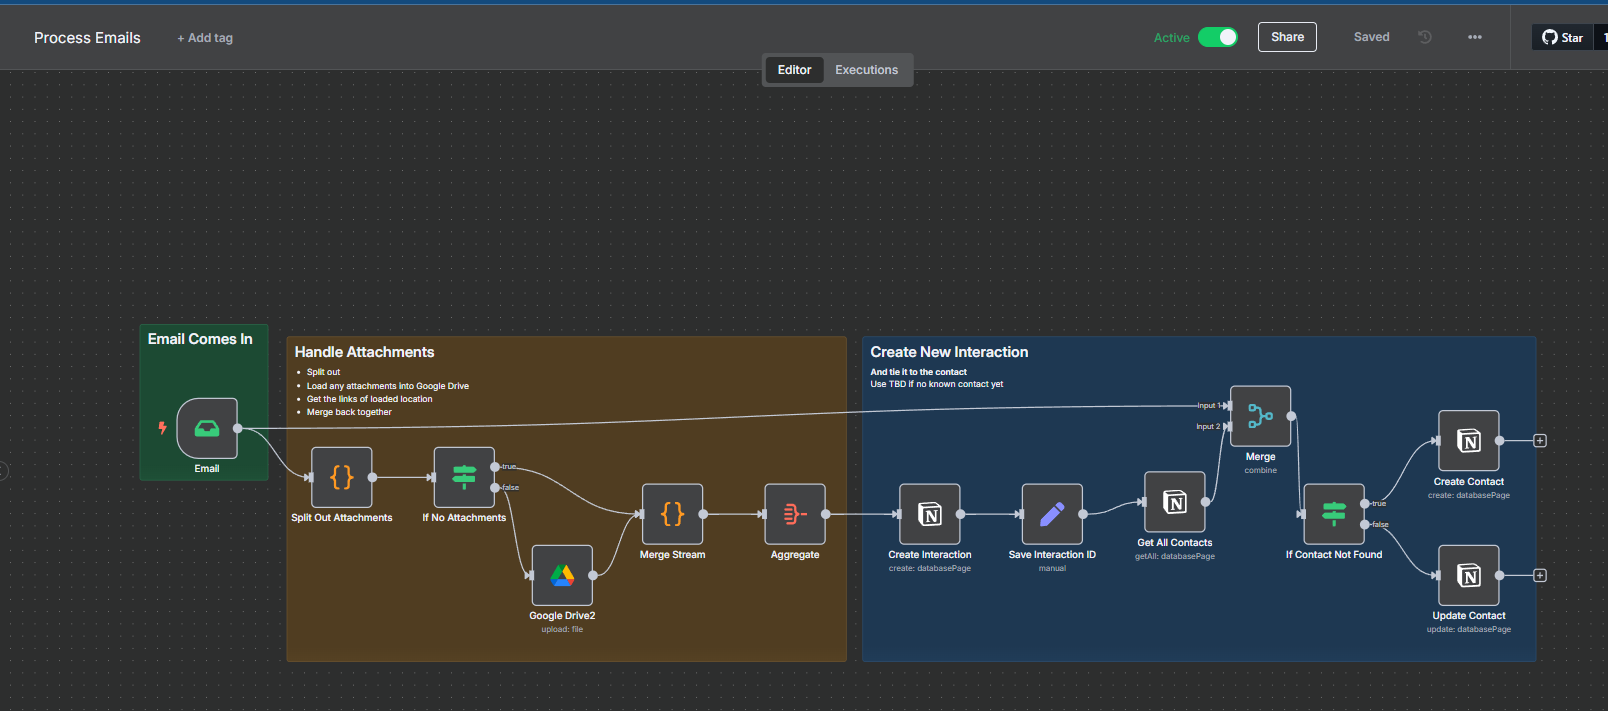 Process Emails
+ Add tag
Active
Share
Saved
Star
1
Editor
Executions
Email Comes In
Email
Handle Attachments
Split out
Load any attachments into Google Drive
Get the links of loaded location
Merge back together
Split Out Attachments
true
false
If No Attachments
Google Drive2
upload: file
Merge Stream
Aggregate
Create New Interaction
And tie it to the contact
Use TBD if no known contact yet
Create Interaction
create: databasePage
Save Interaction ID
manual
Get All Contacts
getAll: databasePage
Input 1
Input 2
Merge
combine
true
false
If Contact Not Found
Create Contact
create: databasePage
Update Contact
update: databasePage